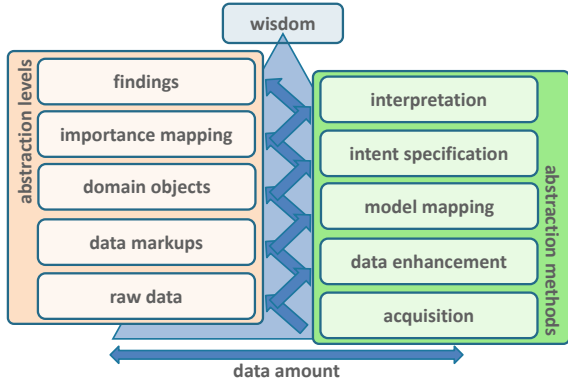 wisdom
abstraction levels
findings
importance mapping
domain objects
data markups
raw data
interpretation
intent specification
model mapping
data enhancement
acquisition
abstraction methods
data amount